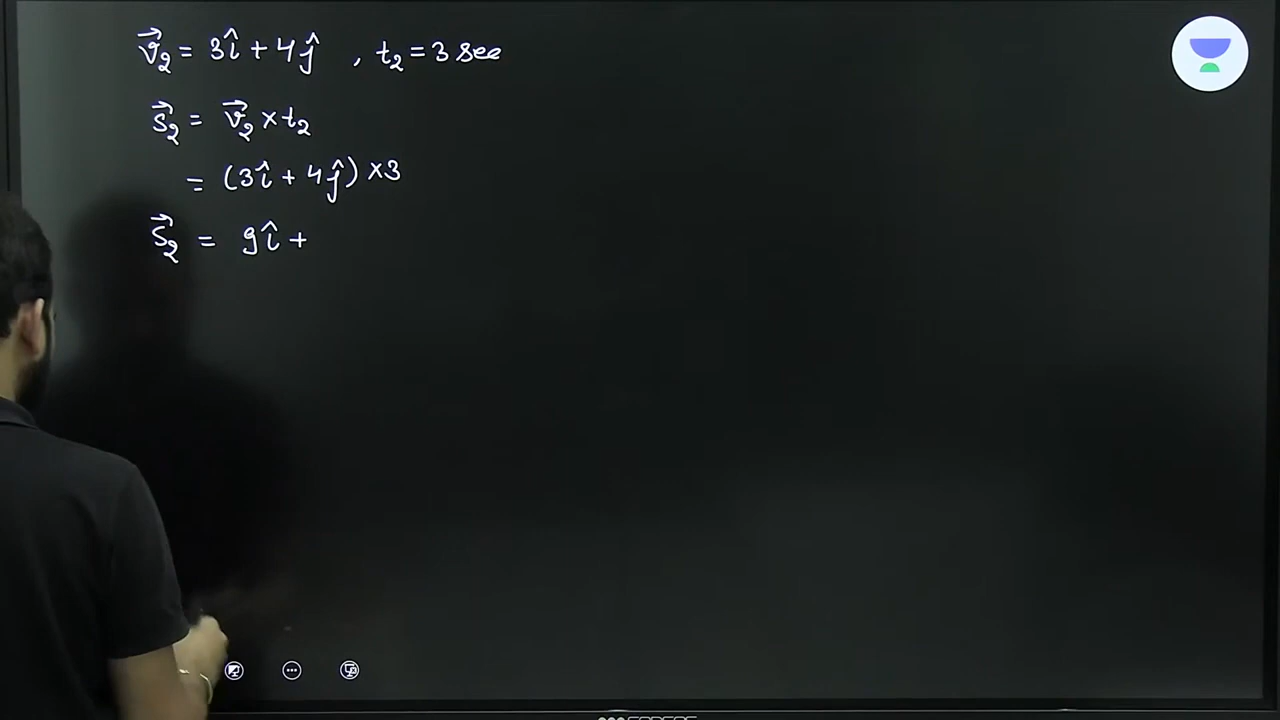 v⃗₂ = 3î + 4ĵ , t₂ = 3 sec
s⃗₂ = v⃗₂ × t₂
= (3î + 4ĵ) × 3
s⃗₂ = 9î +